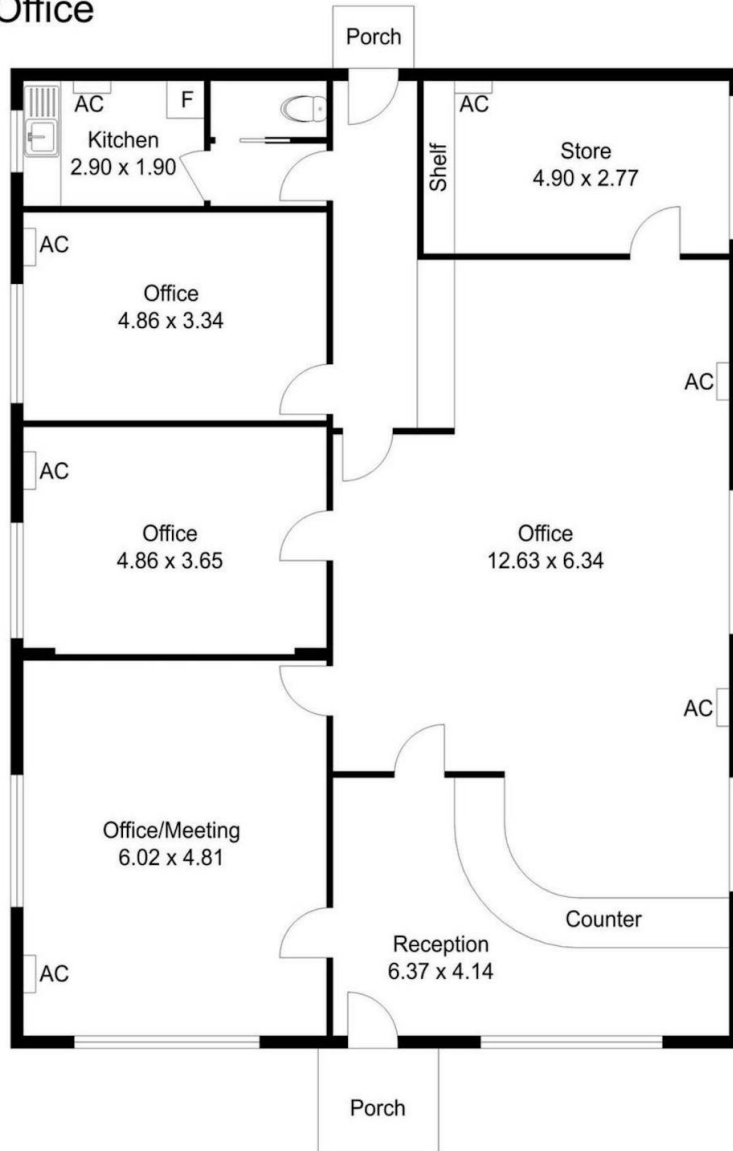 Office
Porch
AC
F
Kitchen
2.90 x 1.90
AC
Shelf
Store
4.90 x 2.77
AC
Office
4.86 x 3.34
AC
AC
Office
4.86 x 3.65
Office
12.63 x 6.34
AC
Office/Meeting
6.02 x 4.81
AC
Counter
Reception
6.37 x 4.14
Porch